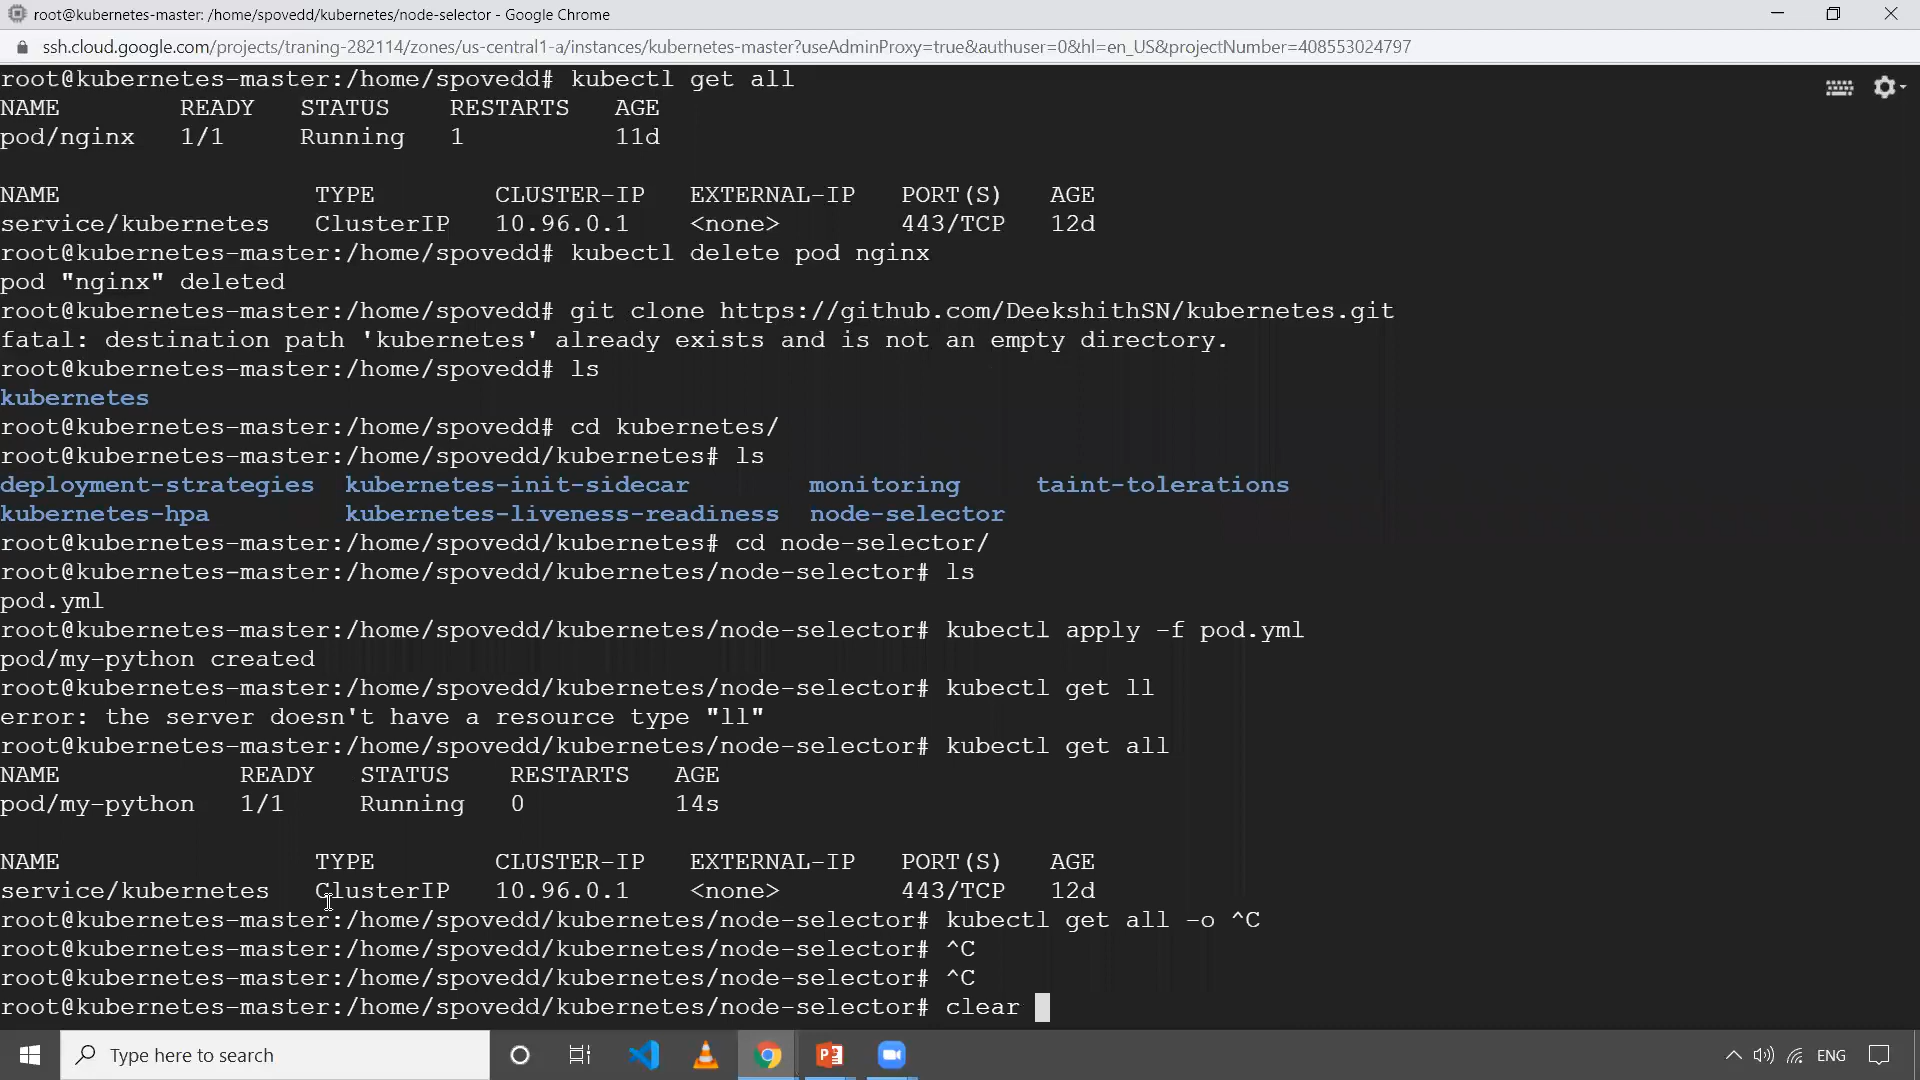 root@kubernetes-master: /home/spovedd/kubernetes/node-selector - Google Chrome
ssh.cloud.google.com/projects/traning-282114/zones/us-central1-a/instances/kubernetes-master?useAdminProxy=true&authuser=0&hl=en_US&projectNumber=408553024797
root@kubernetes-master:/home/spovedd# kubectl get all
NAME READY STATUS RESTARTS AGE
pod/nginx 1/1 Running 1 11d
NAME TYPE CLUSTER-IP EXTERNAL-IP PORT(S) AGE
service/kubernetes ClusterIP 10.96.0.1 <none> 443/TCP 12d
root@kubernetes-master:/home/spovedd# kubectl delete pod nginx
pod "nginx" deleted
root@kubernetes-master:/home/spovedd# git clone https://github.com/DeekshithSN/kubernetes.git
fatal: destination path 'kubernetes' already exists and is not an empty directory.
root@kubernetes-master:/home/spovedd# ls
kubernetes
root@kubernetes-master:/home/spovedd# cd kubernetes/
root@kubernetes-master:/home/spovedd/kubernetes# ls
deployment-strategies kubernetes-init-sidecar monitoring taint-tolerations
kubernetes-hpa kubernetes-liveness-readiness node-selector
root@kubernetes-master:/home/spovedd/kubernetes# cd node-selector/
root@kubernetes-master:/home/spovedd/kubernetes/node-selector# ls
pod.yml
root@kubernetes-master:/home/spovedd/kubernetes/node-selector# kubectl apply -f pod.yml
pod/my-python created
root@kubernetes-master:/home/spovedd/kubernetes/node-selector# kubectl get ll
error: the server doesn't have a resource type "ll"
root@kubernetes-master:/home/spovedd/kubernetes/node-selector# kubectl get all
NAME READY STATUS RESTARTS AGE
pod/my-python 1/1 Running 0 14s
NAME TYPE CLUSTER-IP EXTERNAL-IP PORT(S) AGE
service/kubernetes ClusterIP 10.96.0.1 <none> 443/TCP 12d
root@kubernetes-master:/home/spovedd/kubernetes/node-selector# kubectl get all -o ^C
root@kubernetes-master:/home/spovedd/kubernetes/node-selector# ^C
root@kubernetes-master:/home/spovedd/kubernetes/node-selector# ^C
root@kubernetes-master:/home/spovedd/kubernetes/node-selector# clear
Type here to search
ENG